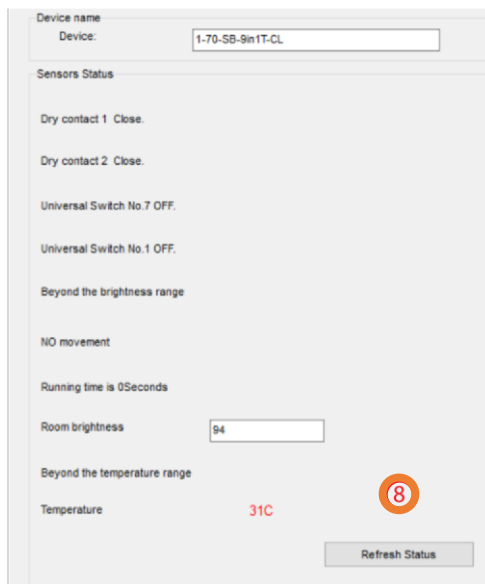 Device name
Device: 1-70-SB-9in1T-CL
Sensors Status
Dry contact 1 Close.
Dry contact 2 Close.
Universal Switch No.7 OFF.
Universal Switch No.1 OFF.
Beyond the brightness range
NO movement
Running time is 0Seconds
Room brightness 94
Beyond the temperature range
8
Temperature 31C
Refresh Status